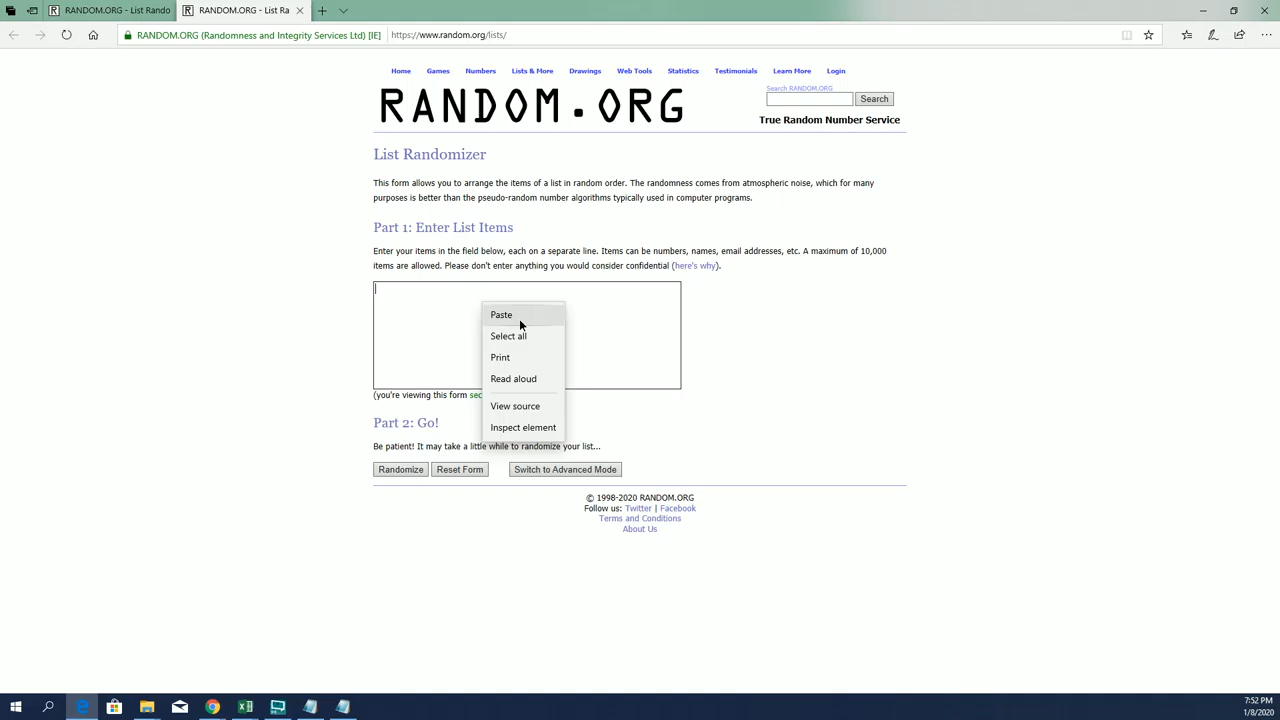 RANDOM.ORG - List Rando
RANDOM.ORG - List Ra
RANDOM.ORG (Randomness and Integrity Services Ltd) [IE]
https://www.random.org/lists/
Home Games Numbers Lists & More Drawings Web Tools Statistics Testimonials Learn More Login
RANDOM.ORG
Search RANDOM.ORG
Search
True Random Number Service
List Randomizer
This form allows you to arrange the items of a list in random order. The randomness comes from atmospheric noise, which for many
purposes is better than the pseudo-random number algorithms typically used in computer programs.
Part 1: Enter List Items
Enter your items in the field below, each on a separate line. Items can be numbers, names, email addresses, etc. A maximum of 10,000
items are allowed. Please don't enter anything you would consider confidential (here's why).
Paste
Select all
Print
Read aloud
View source
Inspect element
(you're viewing this form sec
Part 2: Go!
Be patient! It may take a little while to randomize your list...
Randomize Reset Form Switch to Advanced Mode
© 1998-2020 RANDOM.ORG
Follow us: Twitter | Facebook
Terms and Conditions
About Us
7:52 PM
1/8/2020